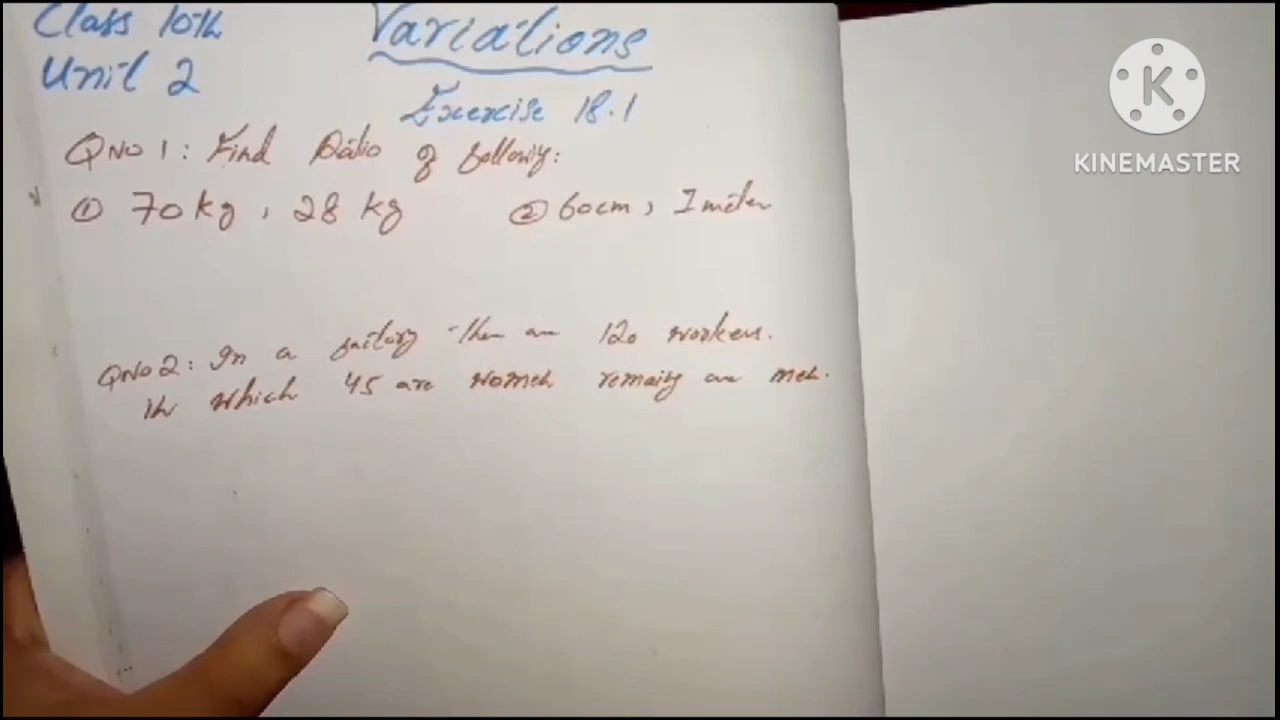 Class 10th
Variations
Unit 2
Exercise 18.1
QNO 1: Find Ratio of following:
① 70kg, 28 kg ② 60cm, 1 meter
QNO 2: In a factory there are 120 workers.
in which 45 are women remaing are men.
K
KINEMASTER